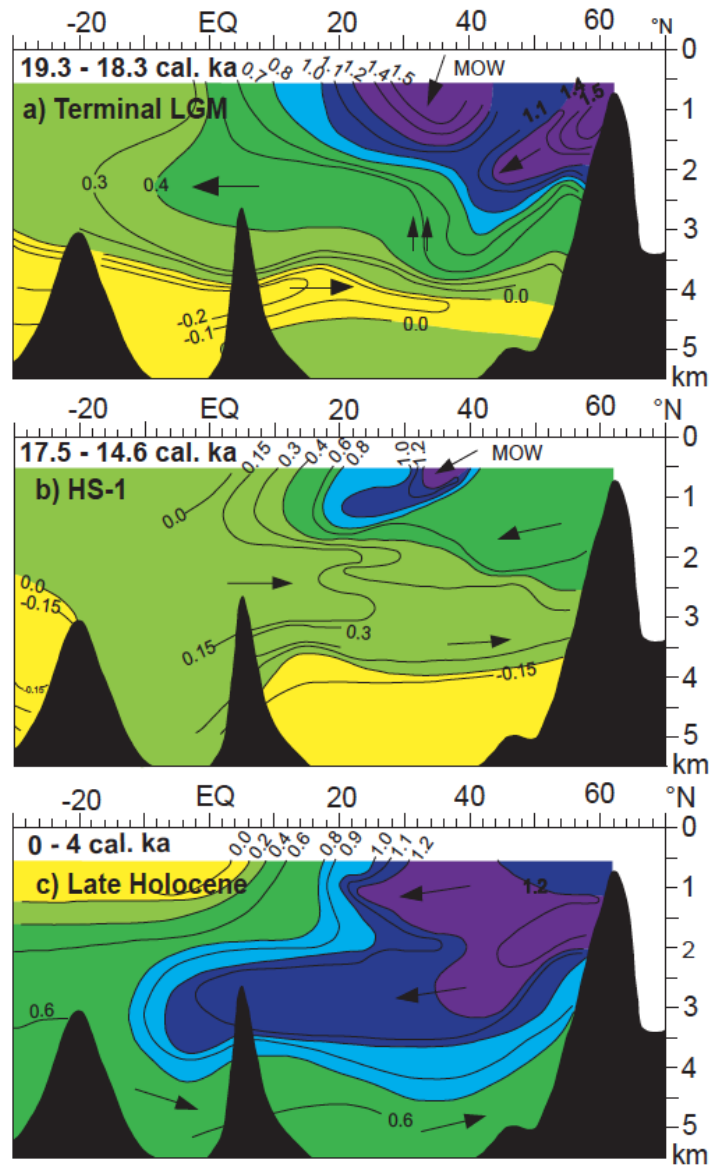 -20 EQ 20 40 60 °N
19.3 - 18.3 cal. ka
0.7 0.8 1.0 1.1 1.2 1.4 1.5 MOW
a) Terminal LGM
1.1 1.4 1.6
0.3 0.4
-0.2
-0.1
0.0
0.0
0
1
2
3
4
5
km
-20 EQ 20 40 60 °N
17.5 - 14.6 cal. ka
0.15 0.3 0.4 0.6 0.8 1.0 1.2 MOW
b) HS-1
0.0
0.0
-0.15
0.15 0.3
-0.15
-0.15
0
1
2
3
4
5
km
-20 EQ 20 40 60 °N
0 - 4 cal. ka
0.0 0.2 0.4 0.6 0.8 0.9 1.0 1.1 1.2
c) Late Holocene
1.2
0.6
0.6
0
1
2
3
4
5
km